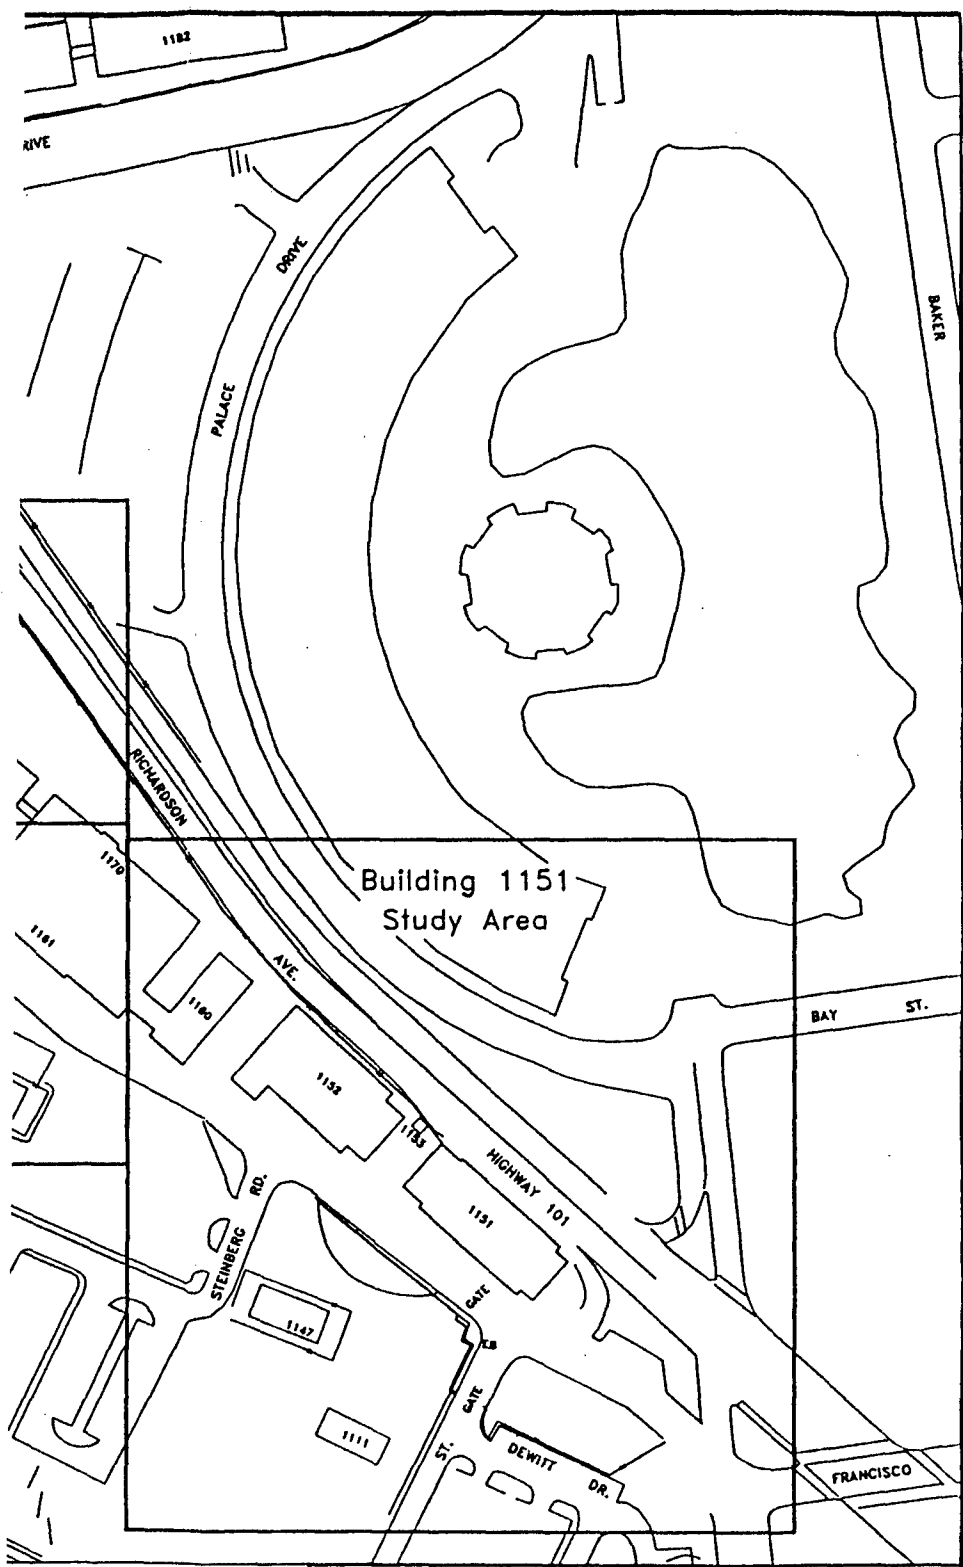 1182
RIVE
DRIVE
BAKER
PALACE
RICHARDSON
1170
Building 1151
Study Area
1161
AVE.
1160
BAY ST.
1152
1153
HIGHWAY 101
RD.
1151
STEINBERG
GATE
1147
GATE
1111
ST.
DEWITT
DR.
FRANCISCO